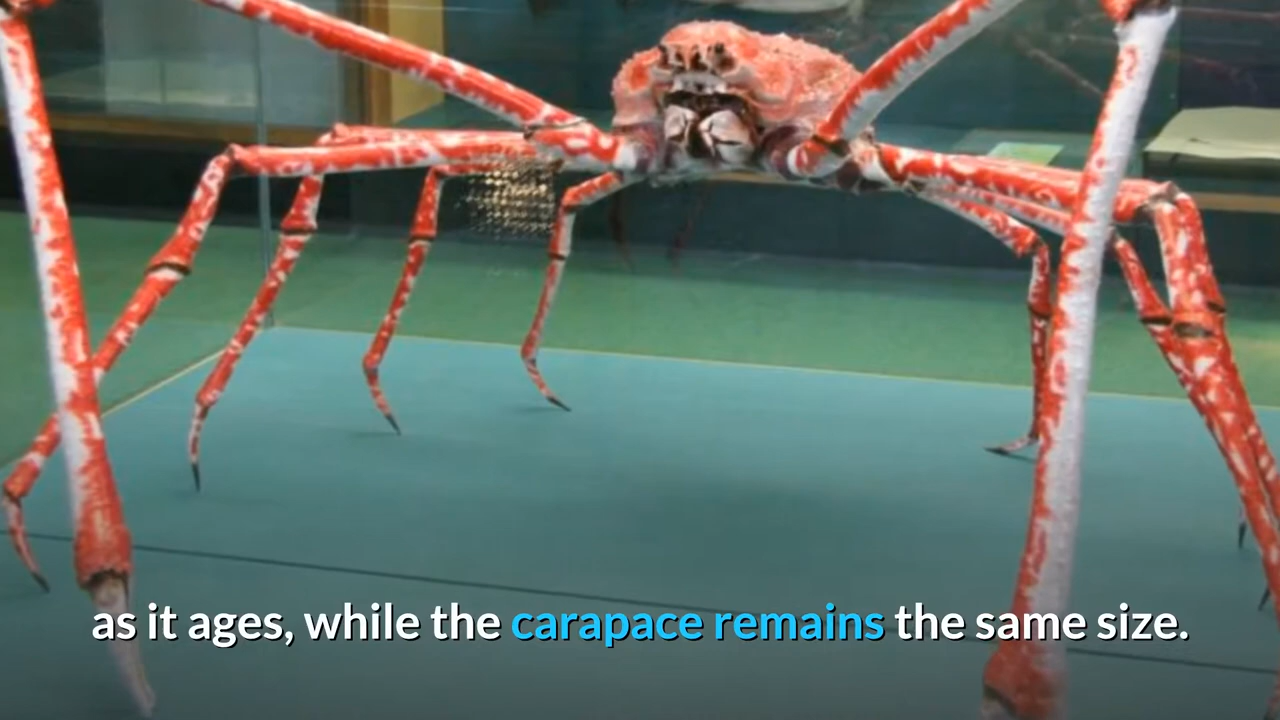 as it ages, while the carapace remains the same size.